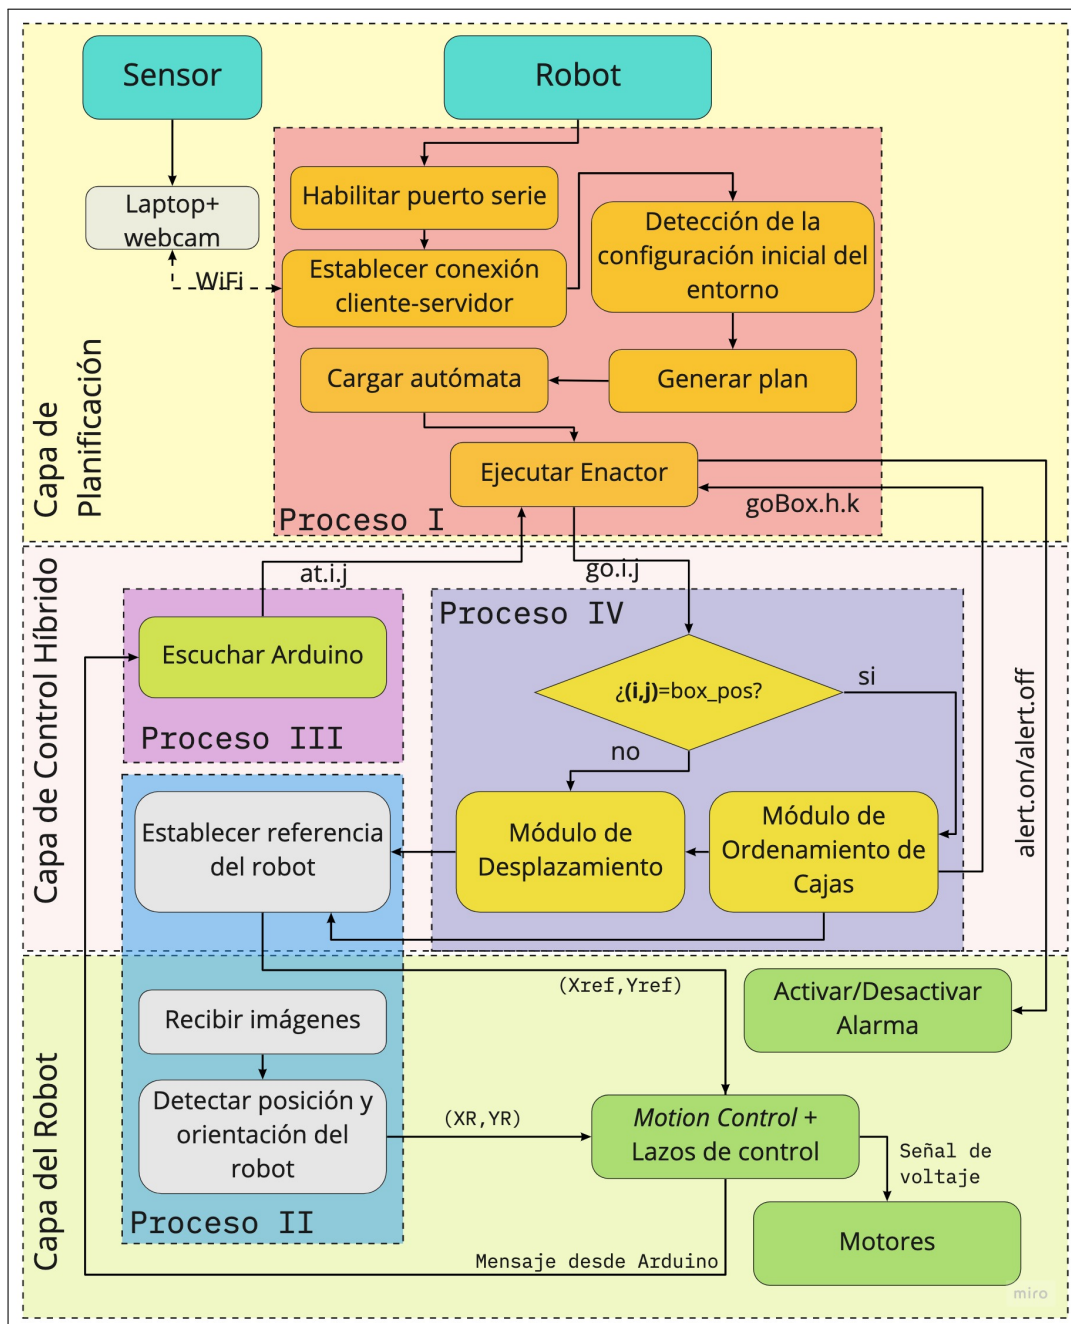 Sensor
Robot
Laptop+
webcam
WiFi
Habilitar puerto serie
Establecer conexión
cliente-servidor
Detección de la
configuración inicial del
entorno
Cargar autómata
Generar plan
Ejecutar Enactor
goBox.h.k
Proceso I
Capa de
Planificación
at.i.j
go.i.j
Escuchar Arduino
Proceso III
Proceso IV
¿(i,j)=box_pos?
si
no
Módulo de
Desplazamiento
Módulo de
Ordenamiento de
Cajas
Establecer referencia
del robot
alert.on/alert.off
Capa de Control Híbrido
(Xref,Yref)
Activar/Desactivar
Alarma
Recibir imágenes
Detectar posición y
orientación del
robot
(XR,YR)
Motion Control +
Lazos de control
Señal de
voltaje
Proceso II
Motores
Mensaje desde Arduino
Capa del Robot
miro